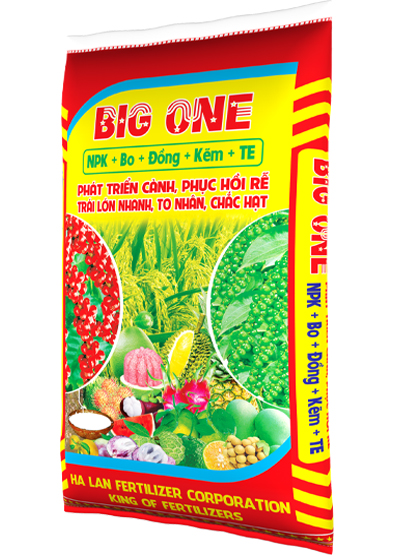 BIG ONE
NPK + Bo + Đồng + Kẽm + TE
PHÁT TRIỂN CÀNH, PHỤC HỒI RỄ
TRÁI LỚN NHANH, TO NHÂN, CHẮC HẠT
HA LAN FERTILIZER CORPORATION
KING OF FERTILIZERS
BIG ONE
NPK + Bo + Đồng + Kẽm + TE